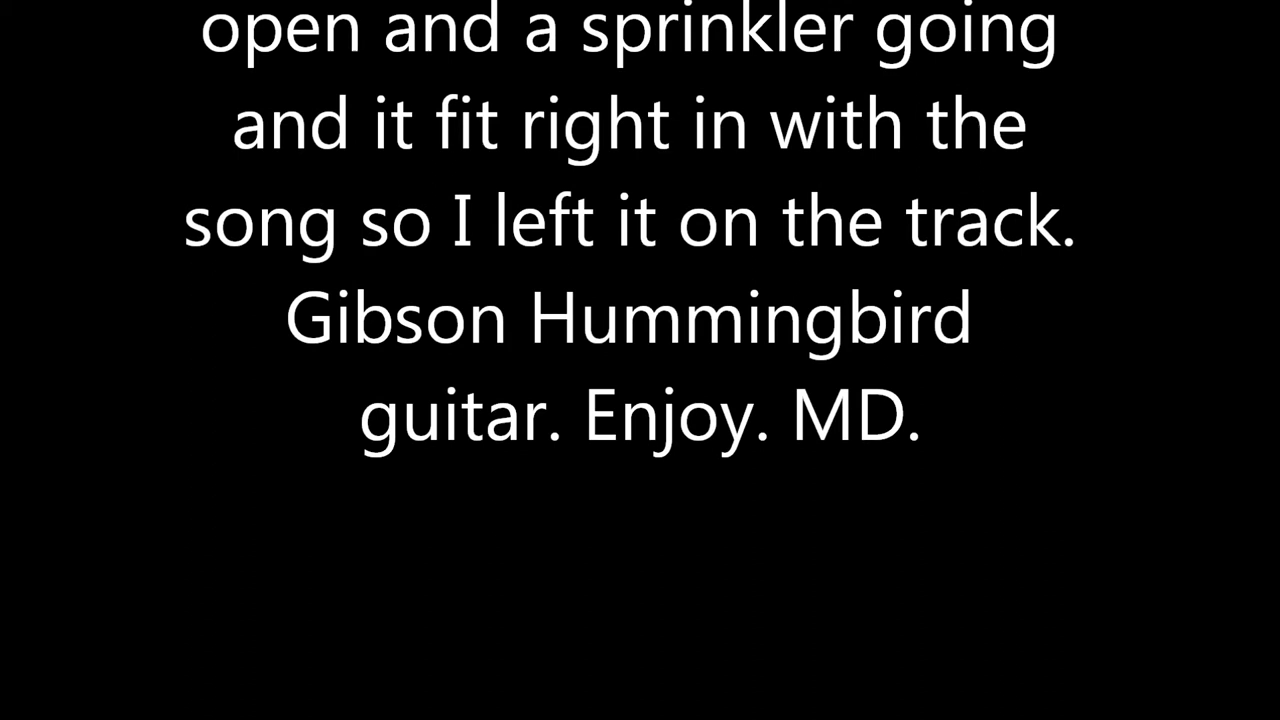 open and a sprinkler going
and it fit right in with the
song so I left it on the track.
Gibson Hummingbird
guitar. Enjoy. MD.